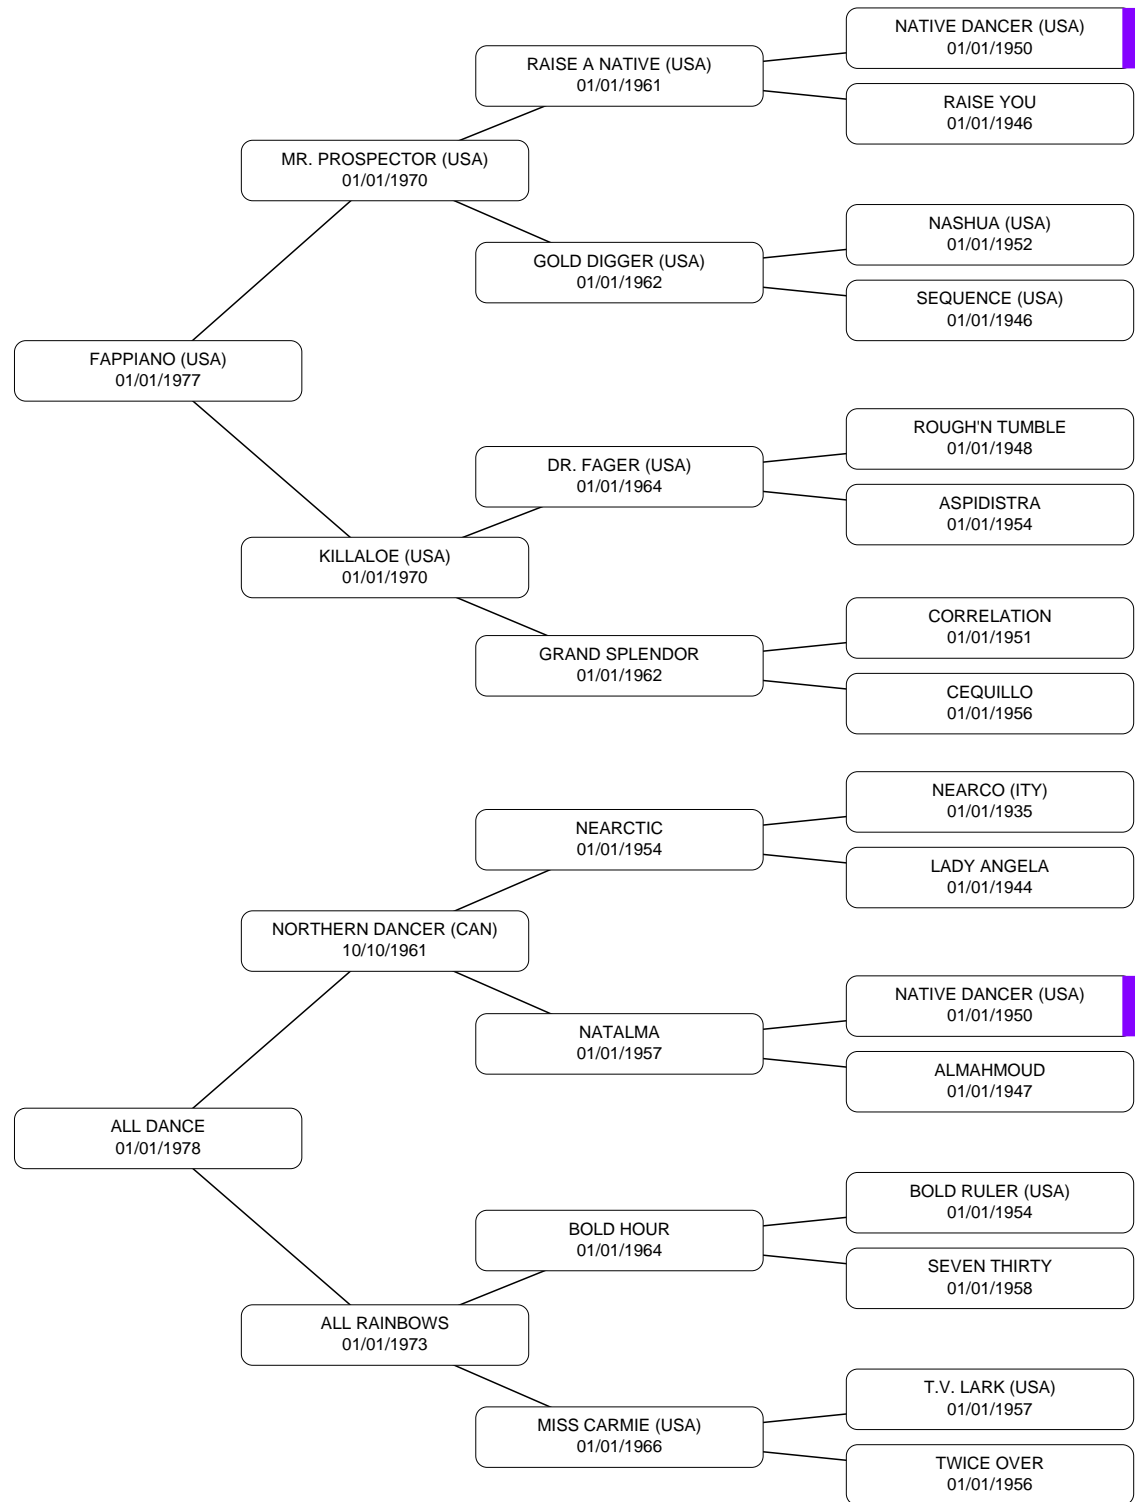 NATIVE DANCER (USA)
01/01/1950
RAISE A NATIVE (USA)
01/01/1961
RAISE YOU
01/01/1946
MR. PROSPECTOR (USA)
01/01/1970
NASHUA (USA)
01/01/1952
GOLD DIGGER (USA)
01/01/1962
SEQUENCE (USA)
01/01/1946
FAPPIANO (USA)
01/01/1977
ROUGH'N TUMBLE
01/01/1948
DR. FAGER (USA)
01/01/1964
ASPIDISTRA
01/01/1954
KILLALOE (USA)
01/01/1970
CORRELATION
01/01/1951
GRAND SPLENDOR
01/01/1962
CEQUILLO
01/01/1956
NEARCO (ITY)
01/01/1935
NEARCTIC
01/01/1954
LADY ANGELA
01/01/1944
NORTHERN DANCER (CAN)
10/10/1961
NATIVE DANCER (USA)
01/01/1950
NATALMA
01/01/1957
ALMAHMOUD
01/01/1947
ALL DANCE
01/01/1978
BOLD RULER (USA)
01/01/1954
BOLD HOUR
01/01/1964
SEVEN THIRTY
01/01/1958
ALL RAINBOWS
01/01/1973
T.V. LARK (USA)
01/01/1957
MISS CARMIE (USA)
01/01/1966
TWICE OVER
01/01/1956